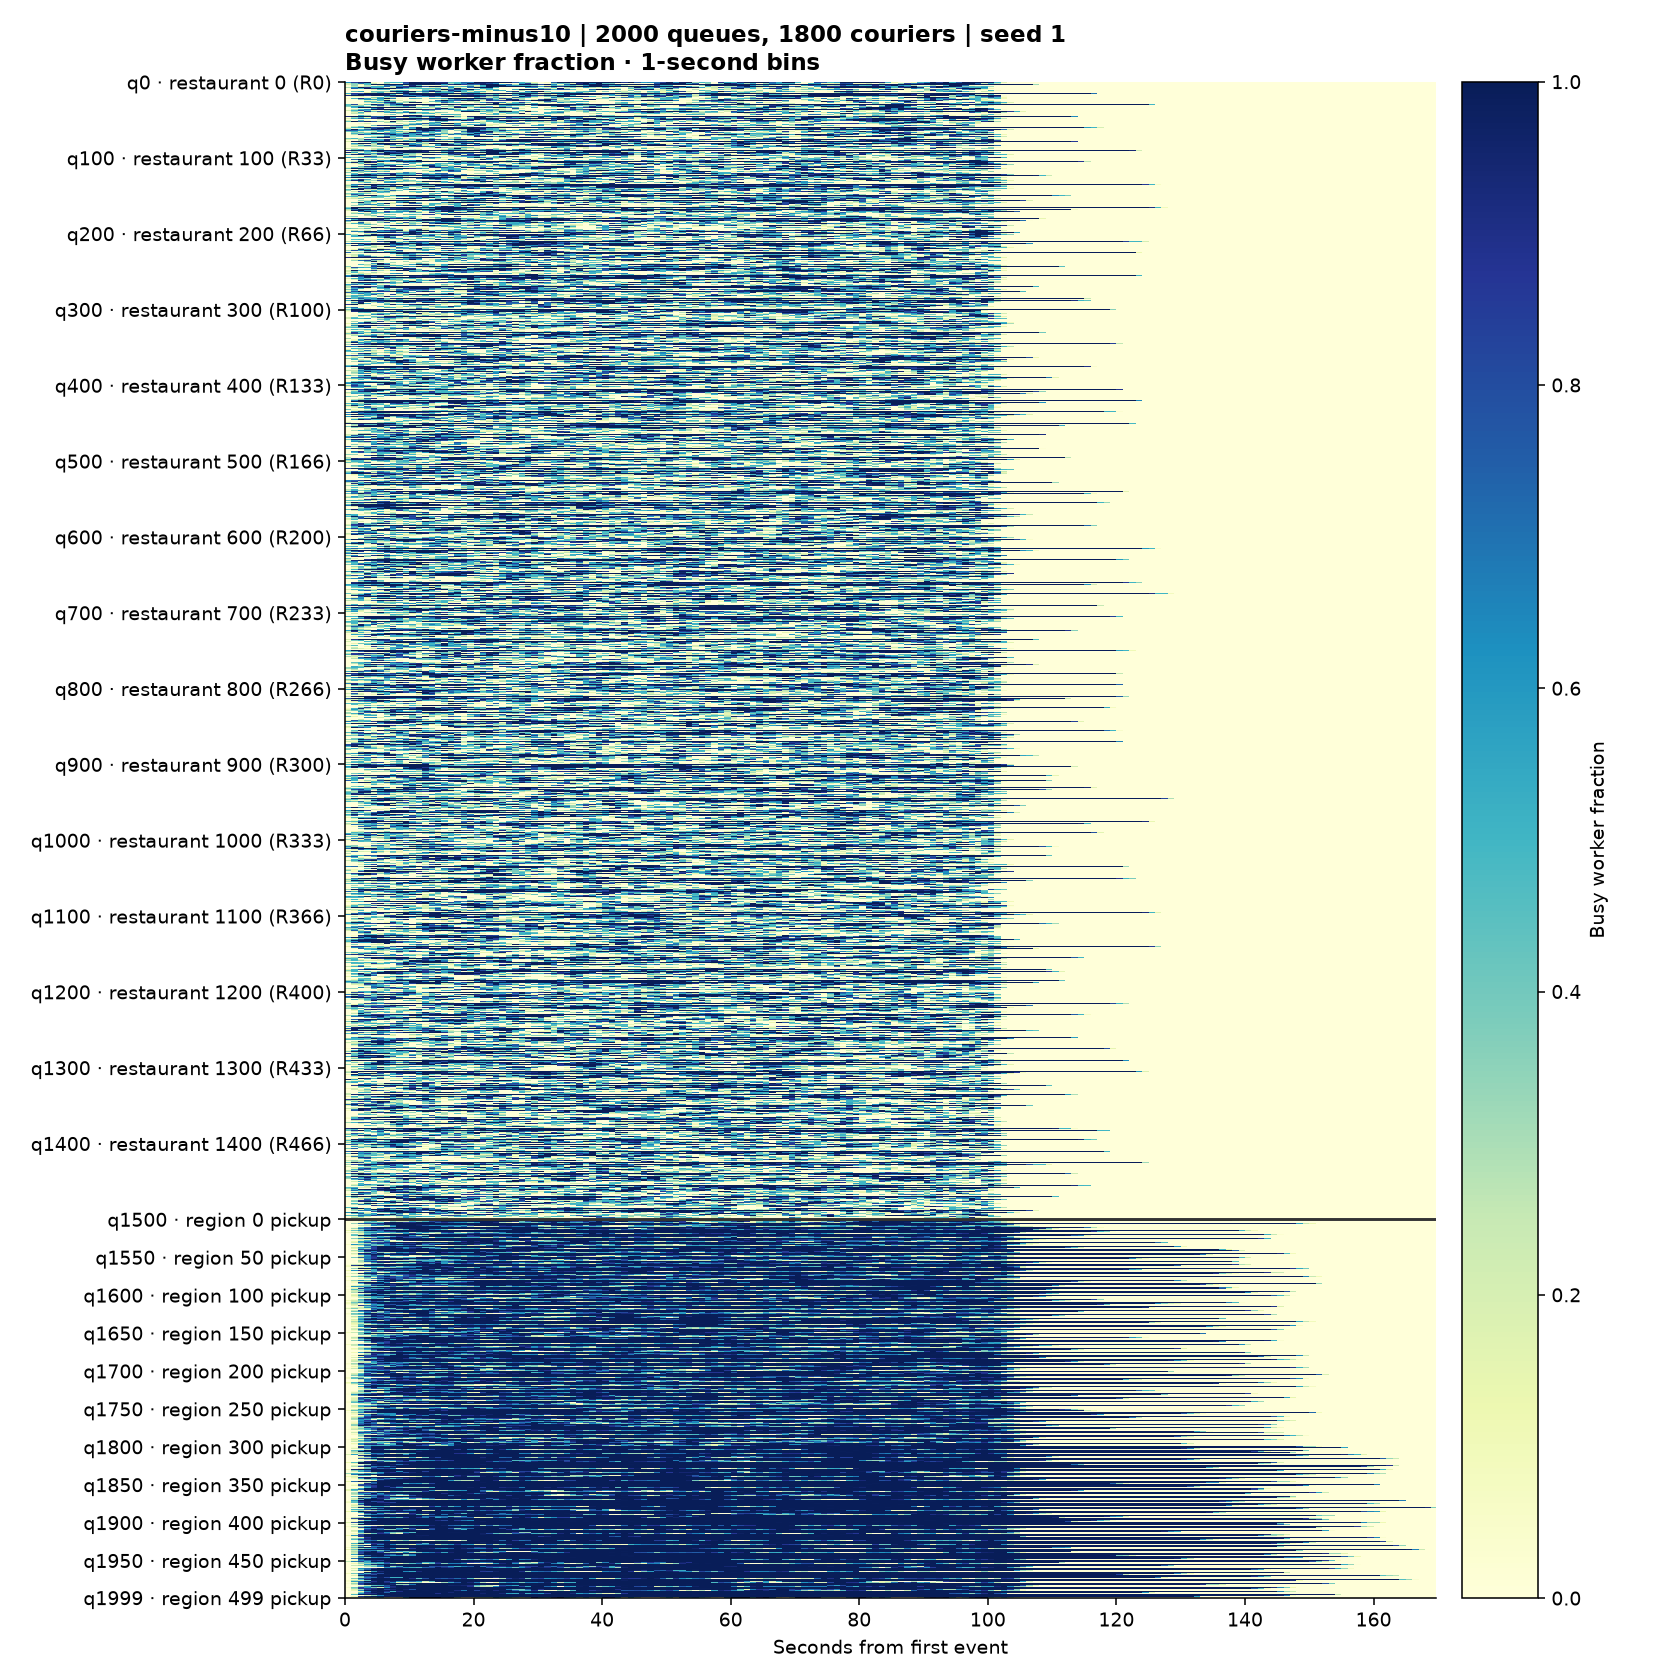 couriers-minus10 | 2000 queues, 1800 couriers | seed 1
Busy worker fraction · 1-second bins
q0 · restaurant 0 (R0)
q100 · restaurant 100 (R33)
q200 · restaurant 200 (R66)
q300 · restaurant 300 (R100)
q400 · restaurant 400 (R133)
q500 · restaurant 500 (R166)
q600 · restaurant 600 (R200)
q700 · restaurant 700 (R233)
q800 · restaurant 800 (R266)
q900 · restaurant 900 (R300)
q1000 · restaurant 1000 (R333)
q1100 · restaurant 1100 (R366)
q1200 · restaurant 1200 (R400)
q1300 · restaurant 1300 (R433)
q1400 · restaurant 1400 (R466)
q1500 · region 0 pickup
q1550 · region 50 pickup
q1600 · region 100 pickup
q1650 · region 150 pickup
q1700 · region 200 pickup
q1750 · region 250 pickup
q1800 · region 300 pickup
q1850 · region 350 pickup
q1900 · region 400 pickup
q1950 · region 450 pickup
q1999 · region 499 pickup
0 20 40 60 80 100 120 140 160
Seconds from first event
1.0
0.8
0.6
0.4
0.2
0.0
Busy worker fraction